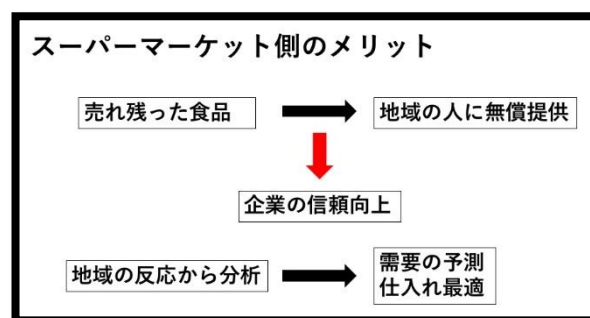 スーパーマーケット側のメリット
売れ残った食品
地域の人に無償提供
企業の信頼向上
地域の反応から分析
需要の予測
仕入れ最適